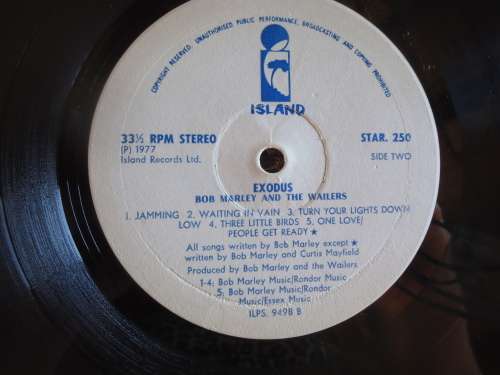 COPYRIGHT RESERVED. UNAUTHORISED PUBLIC PERFORMANCE, BROADCASTING AND COPYING PROHIBITED
ISLAND
33⅓ RPM STEREO STAR. 250
(P) 1977 SIDE TWO
Island Records Ltd.
EXODUS
BOB MARLEY AND THE WAILERS
1. JAMMING 2. WAITING IN VAIN 3. TURN YOUR LIGHTS DOWN
LOW 4. THREE LITTLE BIRDS 5. ONE LOVE/
PEOPLE GET READY ★
All songs written by Bob Marley except ★
written by Bob Marley and Curtis Mayfield
Produced by Bob Marley and the Wailers
1-4: Bob Marley Music/Rondor Music
5. Bob Marley Music/Rondor
Music/Essex Music
ILPS. 9498 B